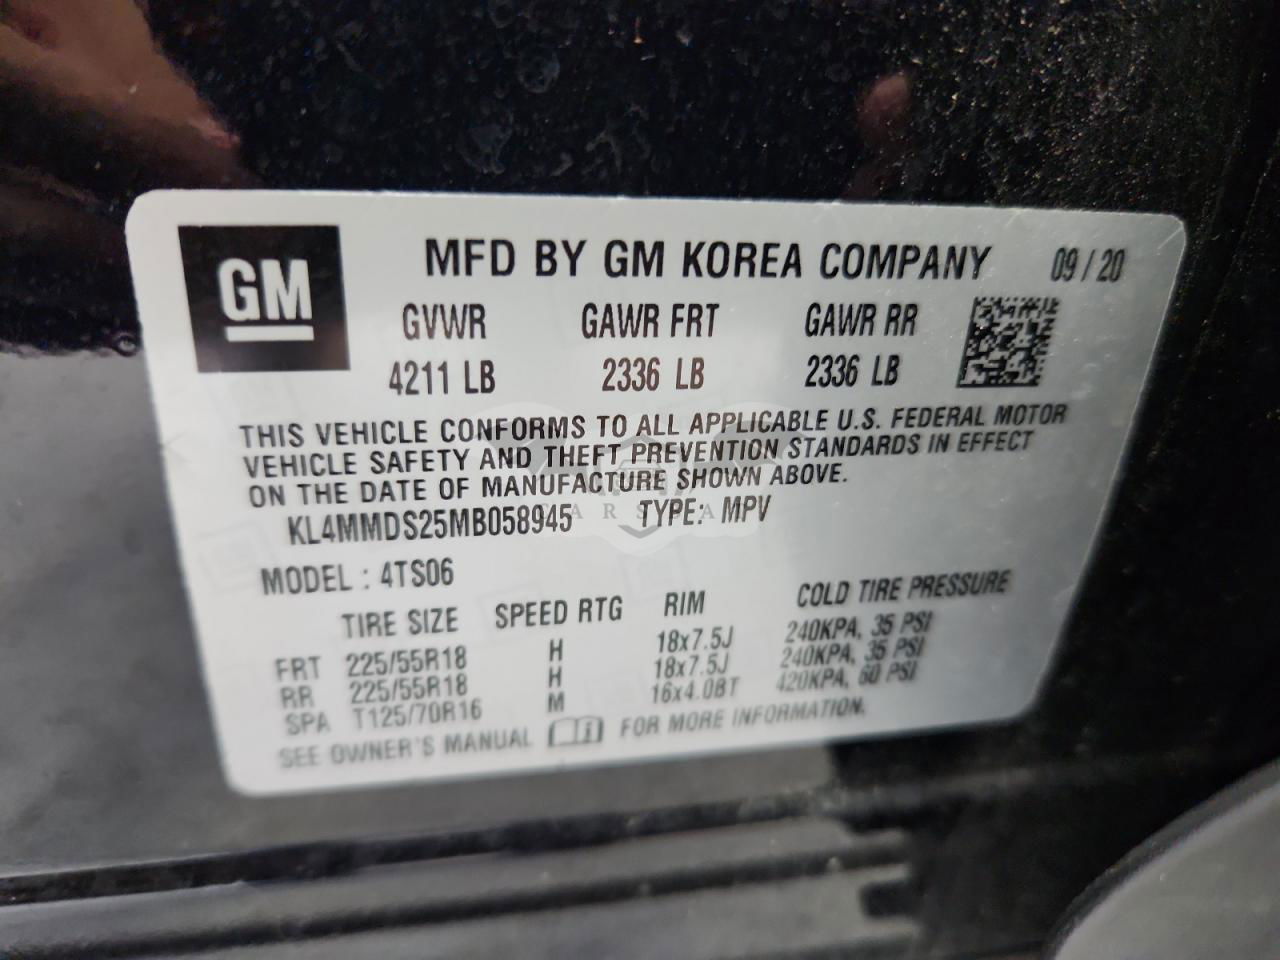 GM
MFD BY GM KOREA COMPANY 09/20
GVWR GAWR FRT GAWR RR
4211 LB 2336 LB 2336 LB
THIS VEHICLE CONFORMS TO ALL APPLICABLE U.S. FEDERAL MOTOR
VEHICLE SAFETY AND THEFT PREVENTION STANDARDS IN EFFECT
ON THE DATE OF MANUFACTURE SHOWN ABOVE.
KL4MMDS25MB058945 TYPE: MPV
MODEL : 4TS06
TIRE SIZE SPEED RTG RIM COLD TIRE PRESSURE
FRT 225/55R18 H 18x7.5J 240KPA, 35 PSI
RR 225/55R18 H 18x7.5J 240KPA, 35 PSI
SPA T125/70R16 M 16x4.0BT 420KPA, 60 PSI
SEE OWNER'S MANUAL FOR MORE INFORMATION.